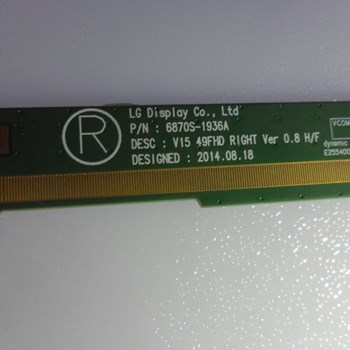 LG Display Co., Ltd
P/N : 6870S-1936A
DESC : V15 49FHD RIGHT Ver 0.8 H/F
DESIGNED : 2014.08.18
R
VCOM
dynamic
E255400